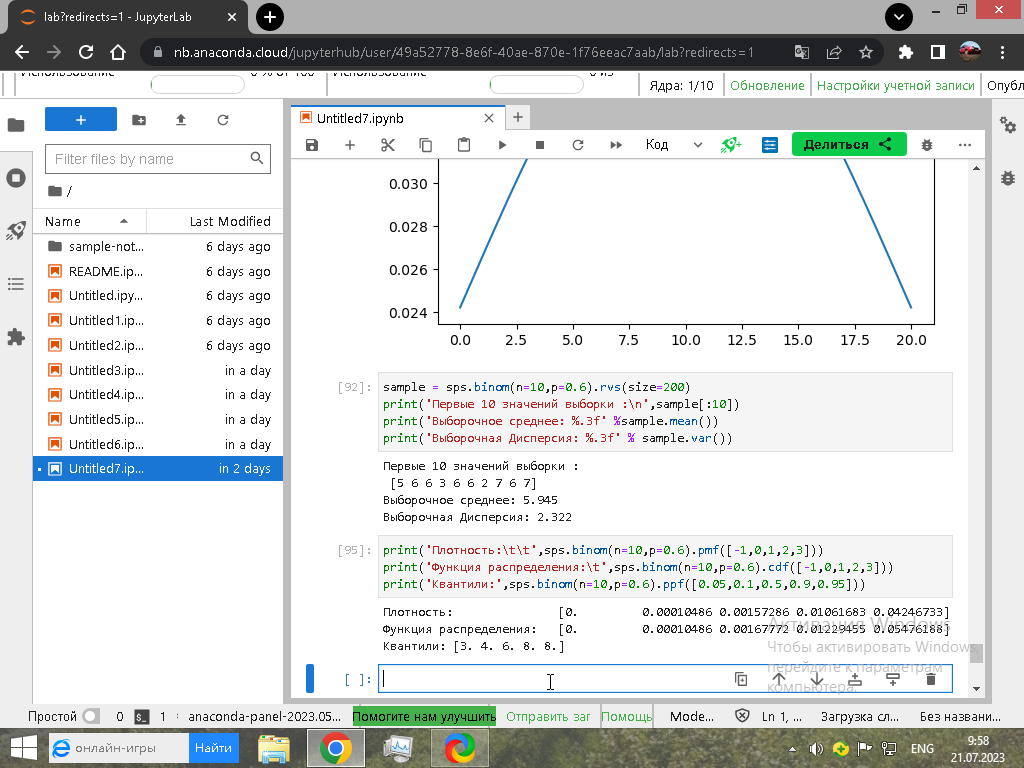 lab?redirects=1 - JupyterLab
nb.anaconda.cloud/jupyterhub/user/49a52778-8e6f-40ae-870e-1f76eeac7aab/lab?redirects=1
Использование 0 % от 100 Использование 0 из
Ядра: 1/10 Обновление Настройки учетной записи Опубл
Untitled7.ipynb
Код Делиться
Filter files by name
/
Name Last Modified
sample-not... 6 days ago
README.ip... 6 days ago
Untitled.ipy... 6 days ago
Untitled1.ip... 6 days ago
Untitled2.ip... 6 days ago
Untitled3.ip... in a day
Untitled4.ip... in a day
Untitled5.ip... in a day
Untitled6.ip... in a day
Untitled7.ip... in 2 days
0.030
0.028
0.026
0.024
0.0 2.5 5.0 7.5 10.0 12.5 15.0 17.5 20.0
[92]: sample = sps.binom(n=10,p=0.6).rvs(size=200)
print('Первые 10 значений выборки :\n',sample[:10])
print('Выборочное среднее: %.3f' %sample.mean())
print('Выборочная Дисперсия: %.3f' % sample.var())
Первые 10 значений выборки :
[5 6 6 3 6 6 2 7 6 7]
Выборочное среднее: 5.945
Выборочная Дисперсия: 2.322
[95]: print('Плотность:\t\t',sps.binom(n=10,p=0.6).pmf([-1,0,1,2,3]))
print('Функция распределения:\t',sps.binom(n=10,p=0.6).cdf([-1,0,1,2,3]))
print('Квантили:',sps.binom(n=10,p=0.6).ppf([0.05,0.1,0.5,0.9,0.95]))
Плотность: [0. 0.00010486 0.00157286 0.01061683 0.04246733]
Функция распределения: [0. 0.00010486 0.00167772 0.01229455 0.05476188]
Квантили: [3. 4. 6. 8. 8.]
[ ]:
Активация Windows
Чтобы активировать Windows,
перейдите к параметрам
компьютера.
Простой 0 1 anaconda-panel-2023.05... Помогите нам улучшить Отправить заг Помощь Mode... Ln 1, ... Загрузка сл... Без названи...
онлайн-игры Найти
ENG
9:58
21.07.2023